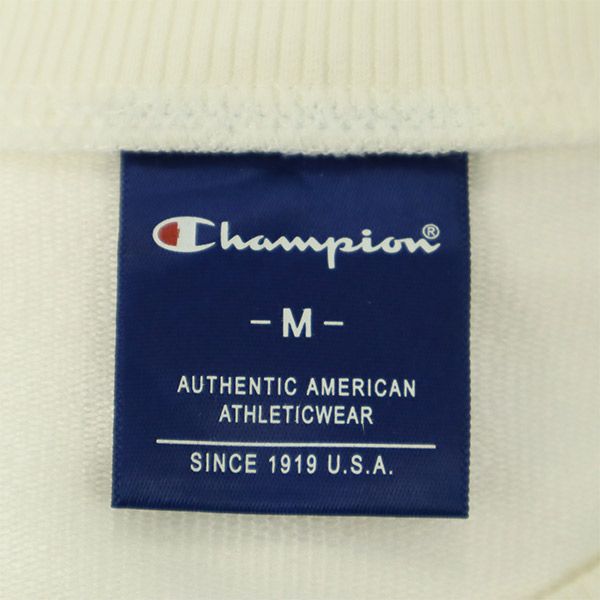 Champion®
- M -
AUTHENTIC AMERICAN
ATHLETICWEAR
SINCE 1919 U.S.A.